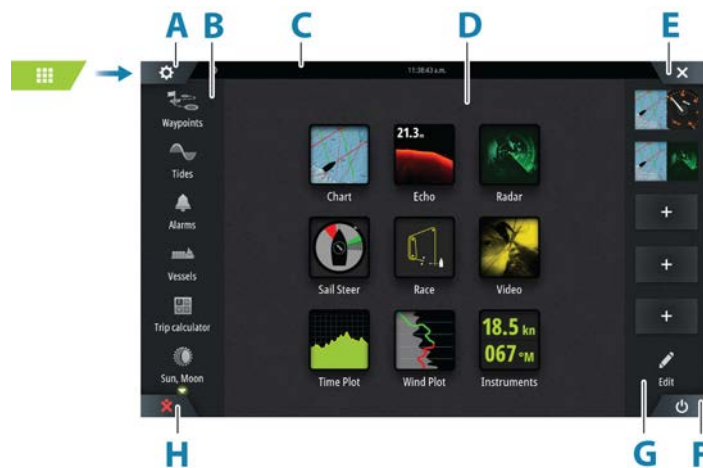 A
B
C
D
E
11:38:43 a.m.
Waypoints
Tides
Alarms
Vessels
Trip calculator
Sun, Moon
21.3
Chart
Echo
Radar
Sail Steer
Race
Video
18.5 kn
067 °M
Time Plot
Wind Plot
Instruments
+
+
+
Edit
H
G
F